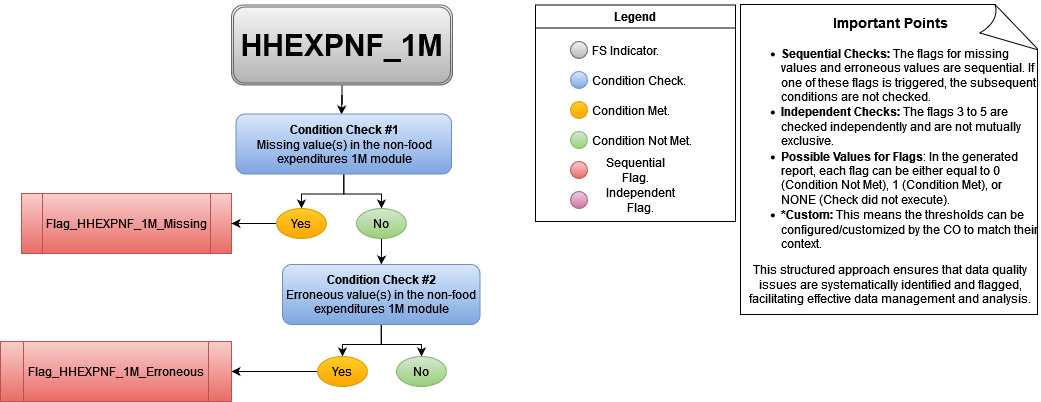 HHEXPNF_1M
Condition Check #1
Missing value(s) in the non-food
expenditures 1M module
Flag_HHEXPNF_1M_Missing
Yes
No
Condition Check #2
Erroneous value(s) in the non-food
expenditures 1M module
Flag_HHEXPNF_1M_Erroneous
Yes
No
Legend
FS Indicator.
Condition Check.
Condition Met.
Condition Not Met.
Sequential
Flag.
Independent
Flag.
Important Points
• Sequential Checks: The flags for missing
values and erroneous values are sequential. If
one of these flags is triggered, the subsequent
conditions are not checked.
• Independent Checks: The flags 3 to 5 are
checked independently and are not mutually
exclusive.
• Possible Values for Flags: In the generated
report, each flag can be either equal to 0
(Condition Not Met), 1 (Condition Met), or
NONE (Check did not execute).
• *Custom: This means the thresholds can be
configured/customized by the CO to match their
context.
This structured approach ensures that data quality
issues are systematically identified and flagged,
facilitating effective data management and analysis.